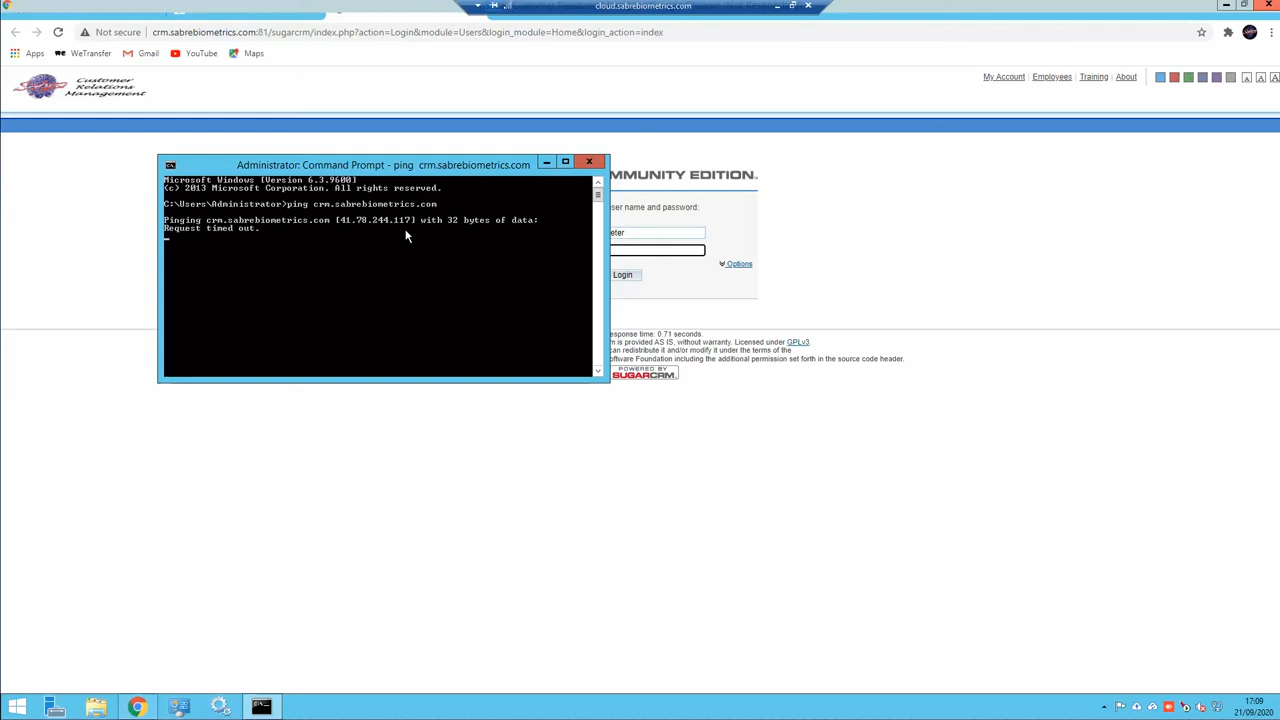 cloud.sabrebiometrics.com
crm.sabrebiometrics.com:81/sugarcrm/index.php?action=Login&module=Users&login_module=Home&login_action=index
Not secure
Apps
WeTransfer
Gmail
YouTube
Maps
Customer
Relations
Management
My Account
Employees
Training
About
A
A
A
Administrator: Command Prompt - ping crm.sabrebiometrics.com
Microsoft Windows [Version 6.3.9600]
(c) 2013 Microsoft Corporation. All rights reserved.
C:\Users\Administrator>ping crm.sabrebiometrics.com
Pinging crm.sabrebiometrics.com [41.78.244.117] with 32 bytes of data:
Request timed out.
MMUNITY EDITION
user name and password:
eter
Options
Login
esponse time: 0.71 seconds.
m is provided AS IS, without warranty. Licensed under GPLv3.
can redistribute it and/or modify it under the terms of the
oftware Foundation including the additional permission set forth in the source code header.
POWERED BY
SUGARCRM
17:09
21/09/2020